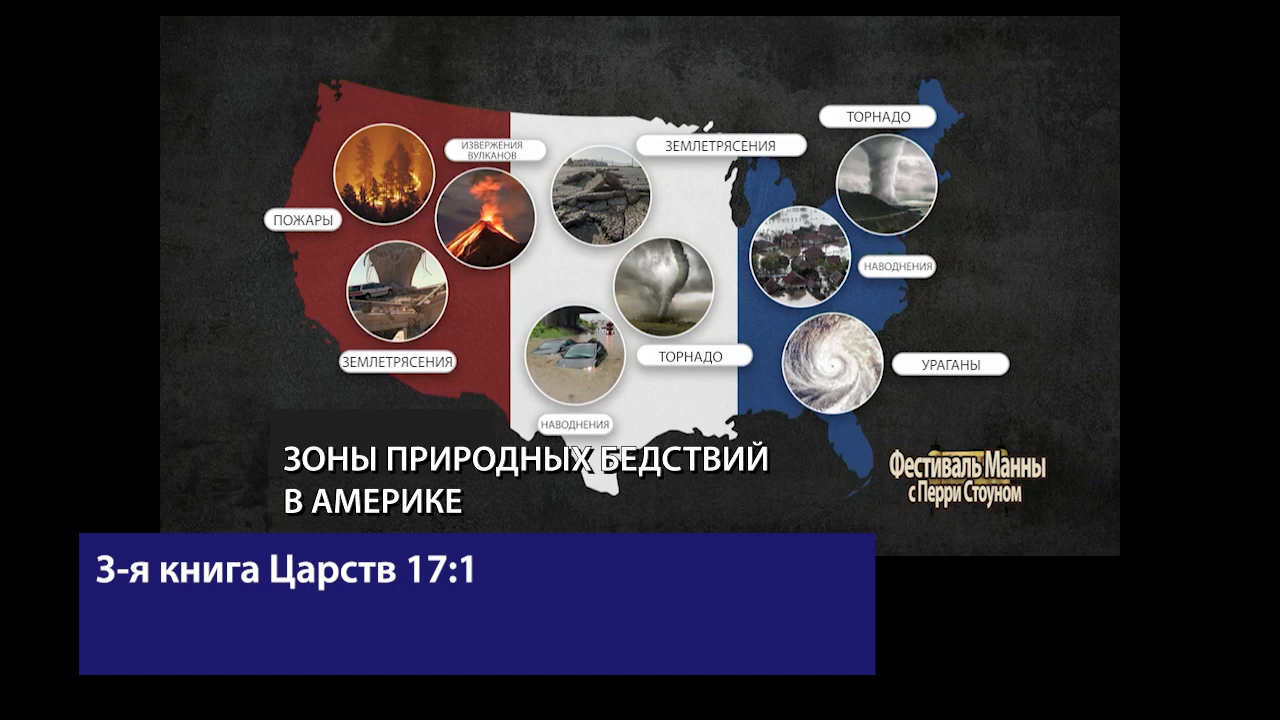 ТОРНАДО
ИЗВЕРЖЕНИЯ
ВУЛКАНОВ
ЗЕМЛЕТРЯСЕНИЯ
ПОЖАРЫ
НАВОДНЕНИЯ
ЗЕМЛЕТРЯСЕНИЯ
ТОРНАДО
УРАГАНЫ
НАВОДНЕНИЯ
ЗОНЫ ПРИРОДНЫХ БЕДСТВИЙ
В АМЕРИКЕ
Фестиваль Манны
с Перри Стоуном
3-я книга Царств 17:1